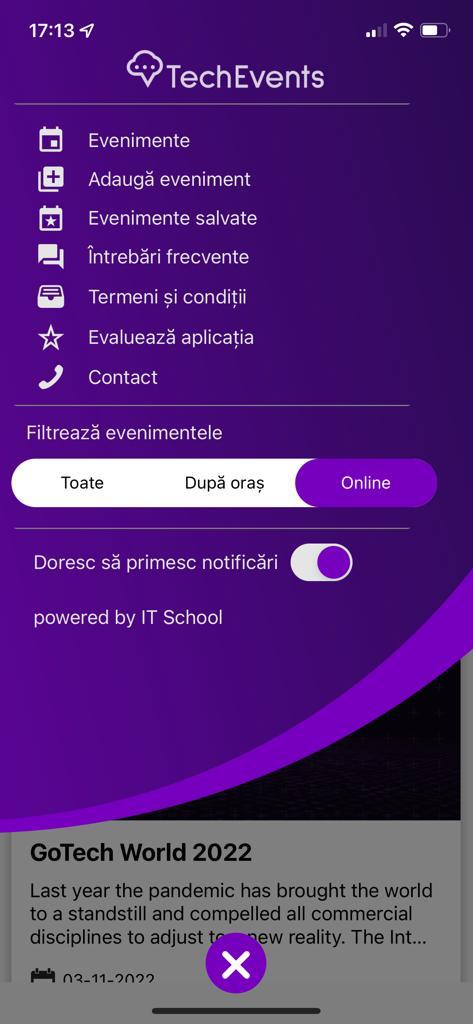 17:13
TechEvents
Evenimente
Adaugă eveniment
Evenimente salvate
Întrebări frecvente
Termeni și condiții
Evaluează aplicația
Contact
Filtrează evenimentele
Toate După oraș Online
Doresc să primesc notificări
powered by IT School
GoTech World 2022
Last year the pandemic has brought the world
to a standstill and compelled all commercial
disciplines to adjust new reality. The Int...
03-11-2022